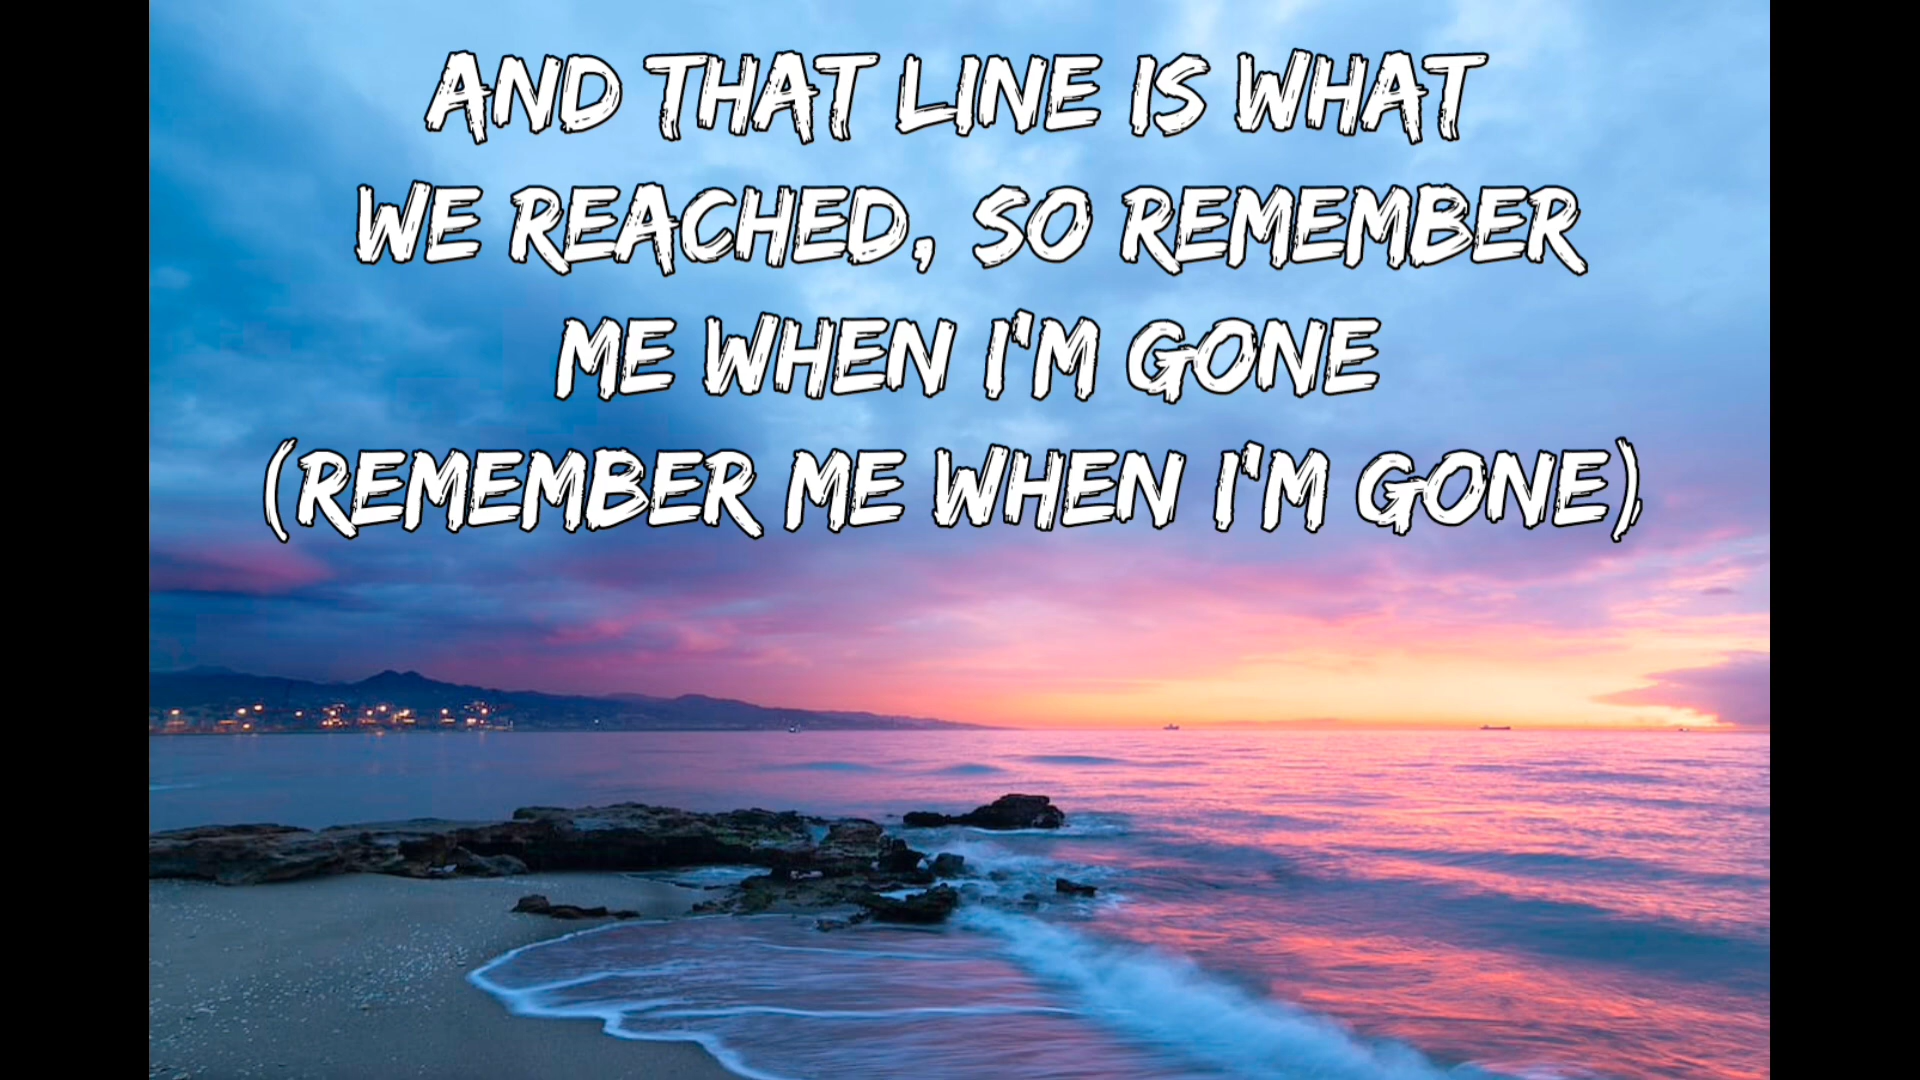 AND THAT LINE IS WHAT
WE REACHED, SO REMEMBER
ME WHEN I'M GONE
(REMEMBER ME WHEN I'M GONE)